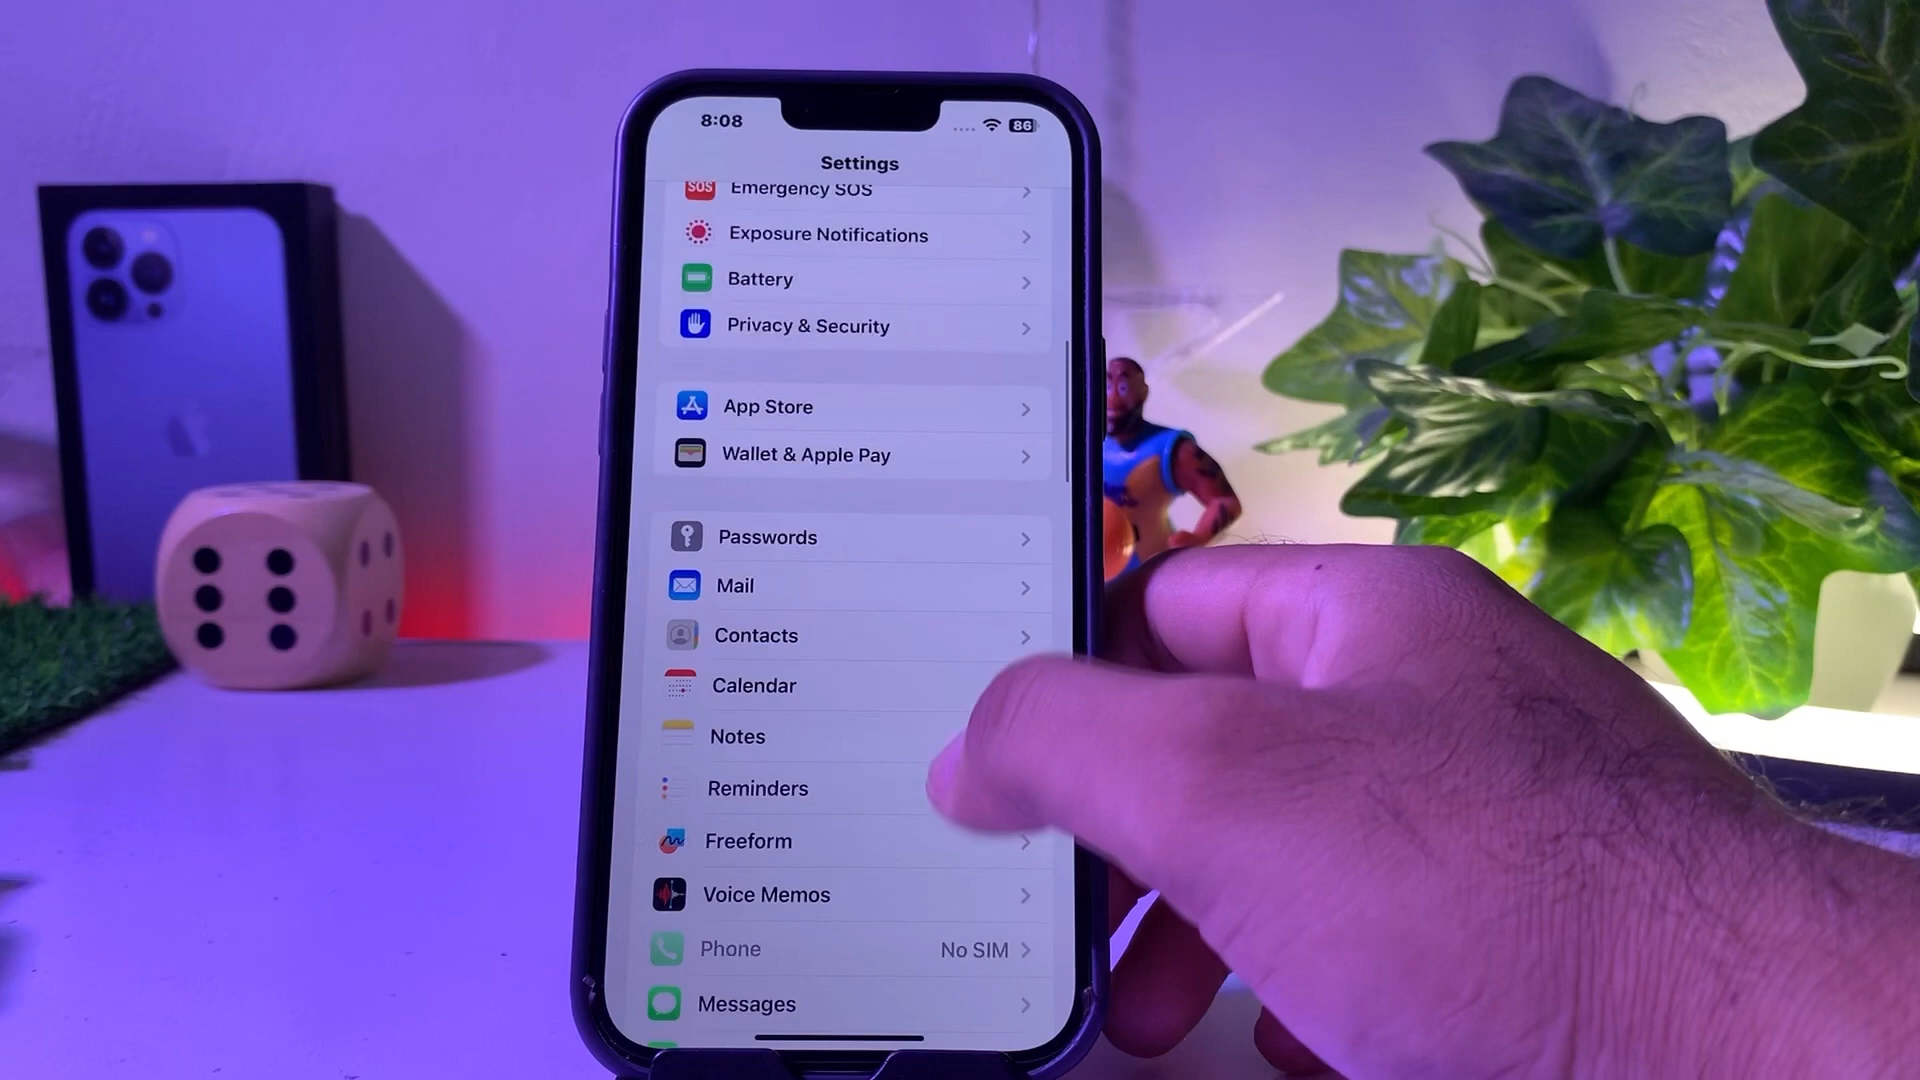 8:08
86
Settings
SOS Emergency SOS
Exposure Notifications
Battery
Privacy & Security
App Store
Wallet & Apple Pay
Passwords
Mail
Contacts
Calendar
Notes
Reminders
Freeform
Voice Memos
Phone No SIM
Messages